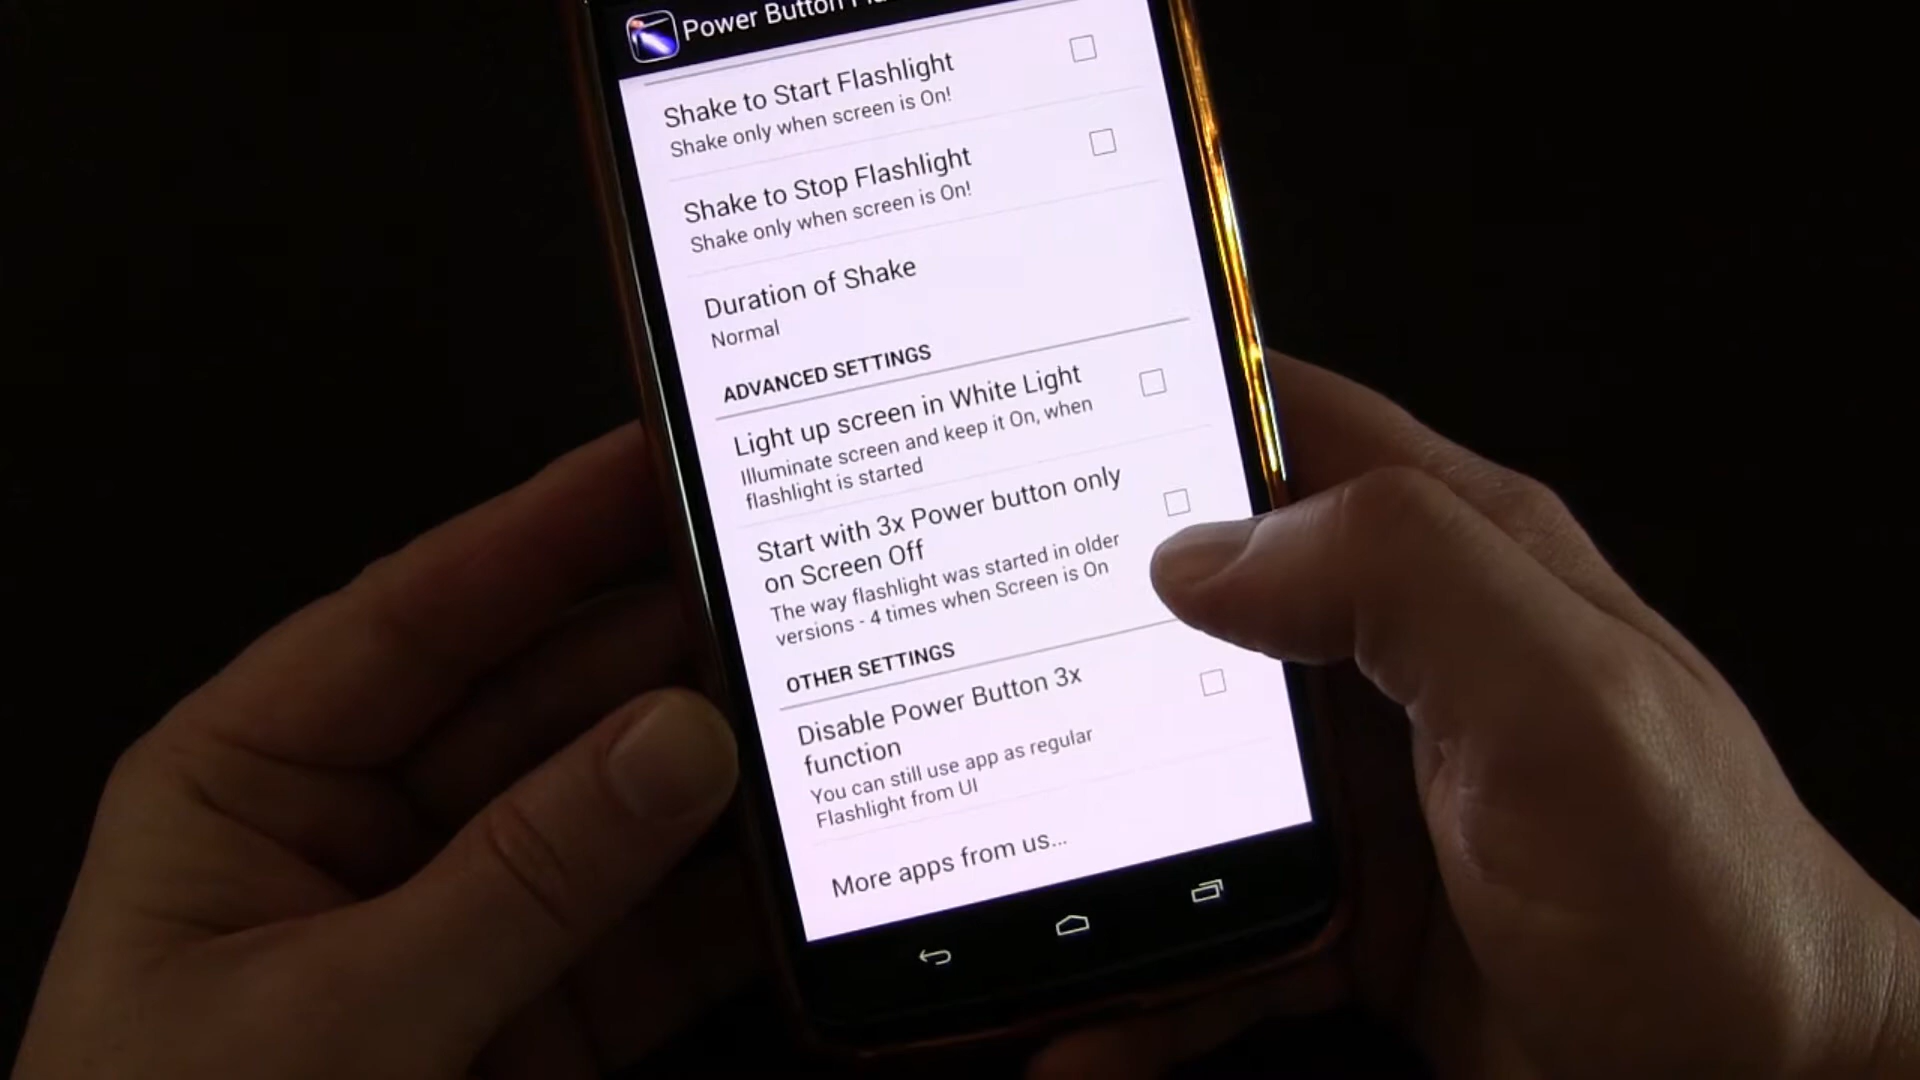 Power Button
Shake to Start Flashlight
Shake only when screen is On!
Shake to Stop Flashlight
Shake only when screen is On!
Duration of Shake
Normal
ADVANCED SETTINGS
Light up screen in White Light
Illuminate screen and keep it On, when
flashlight is started
Start with 3x Power button only
on Screen Off
The way flashlight was started in older
versions - 4 times when Screen is On
OTHER SETTINGS
Disable Power Button 3x
function
You can still use app as regular
Flashlight from UI
More apps from us...